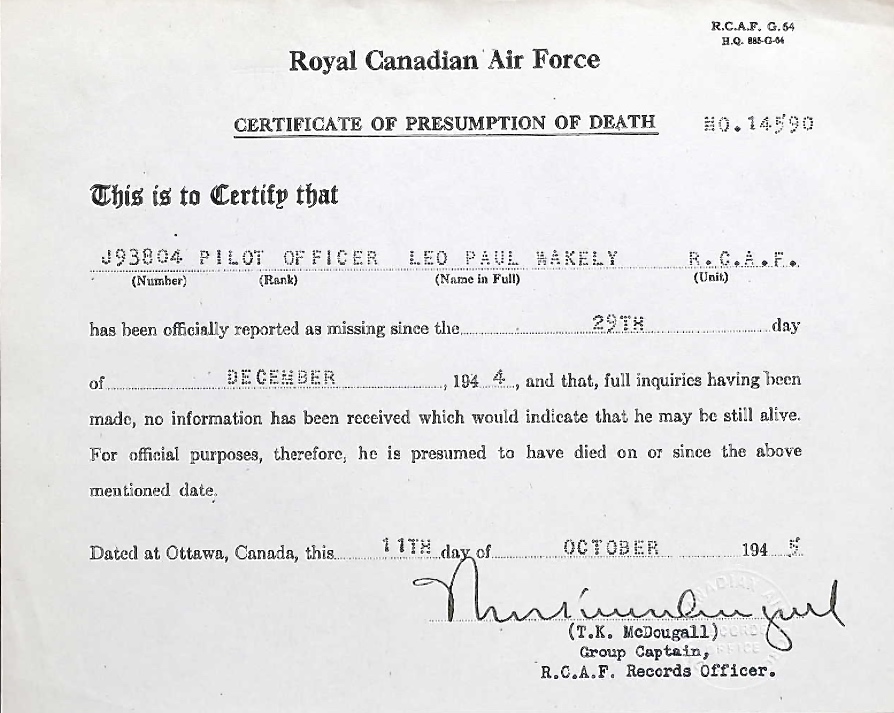 R.C.A.F. G.54
H.Q. 885-G-54
Royal Canadian Air Force
CERTIFICATE OF PRESUMPTION OF DEATH NO.14590
This is to Certify that
J93804 PILOT OFFICER LEO PAUL WAKELY R.C.A.F.
(Number) (Rank) (Name in Full) (Unit)
has been officially reported as missing since the 29TH day
of DECEMBER, 194 4, and that, full inquiries having been
made, no information has been received which would indicate that he may be still alive.
For official purposes, therefore, he is presumed to have died on or since the above
mentioned date.
Dated at Ottawa, Canada, this 11TH day of OCTOBER 194 5
(T.K. McDougall)
Group Captain,
R.C.A.F. Records Officer.